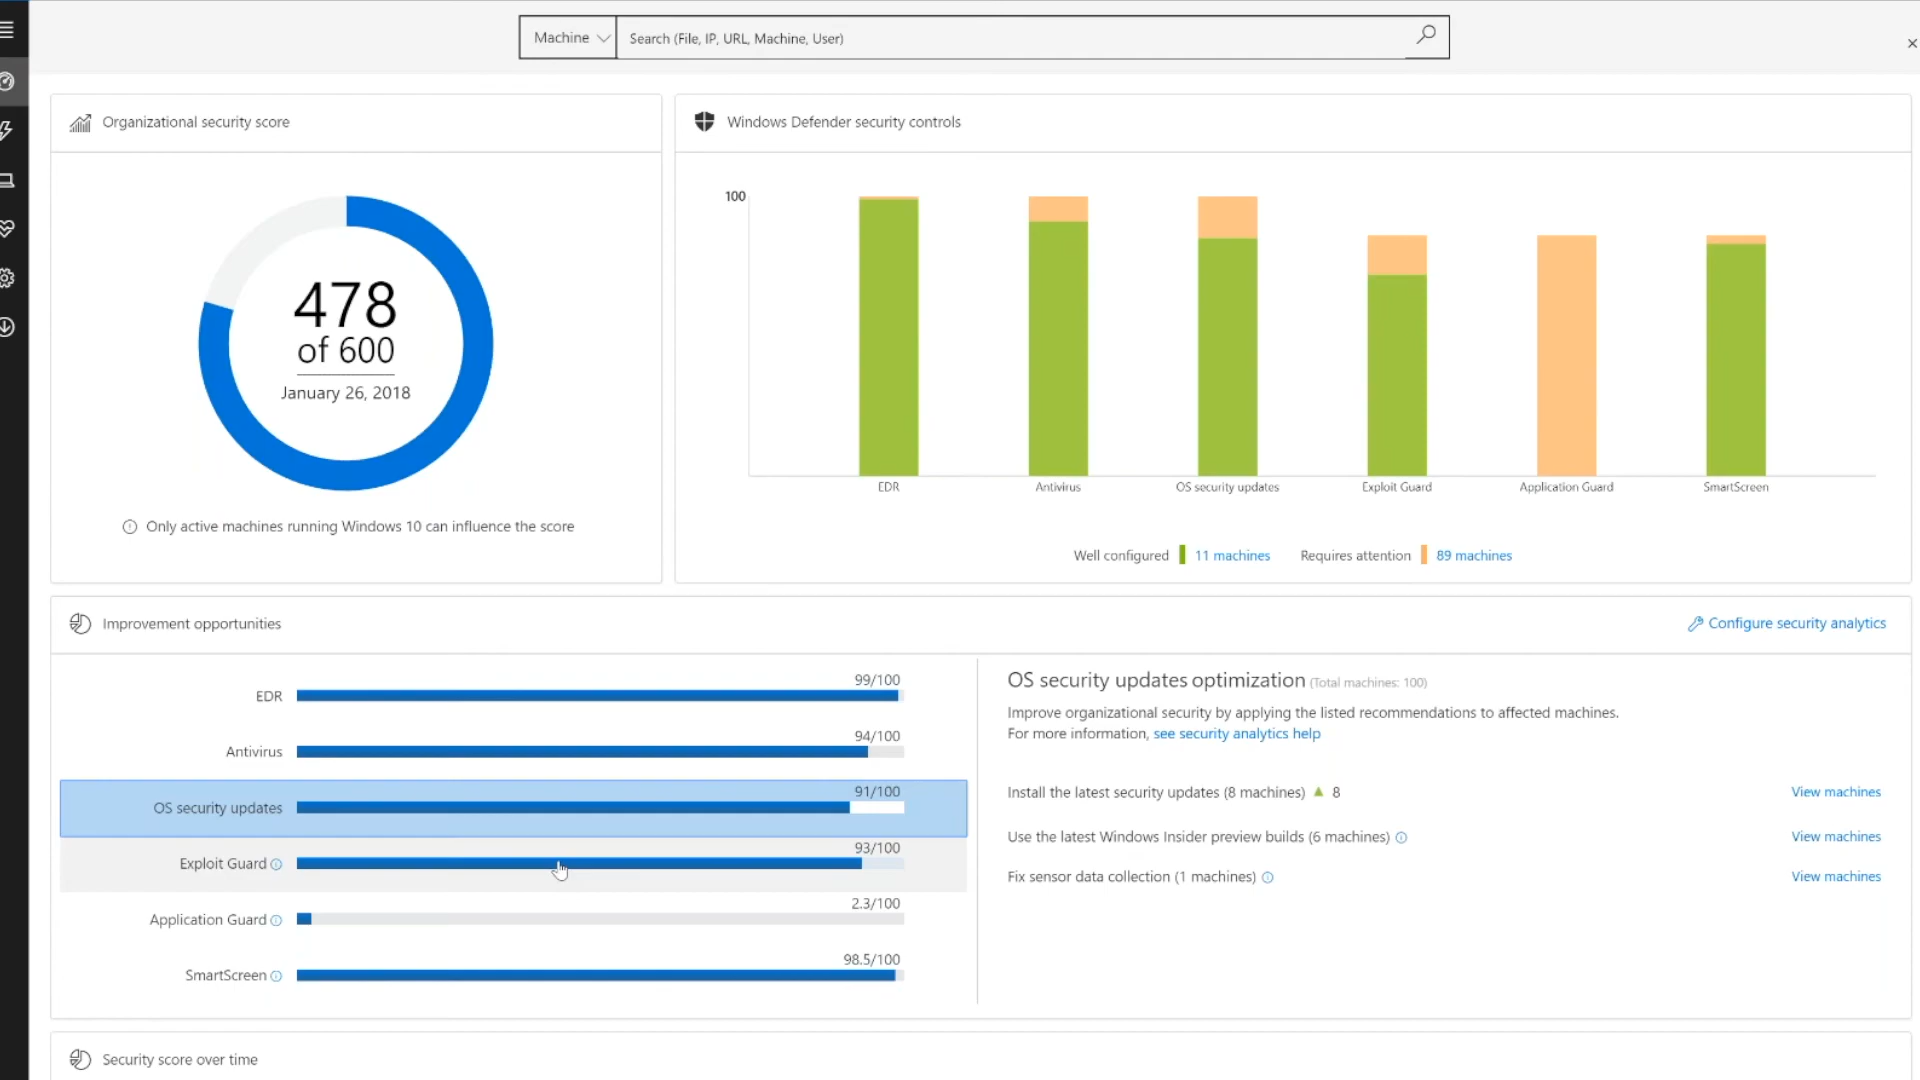 Machine
Search (File, IP, URL, Machine, User)
Organizational security score
478
of 600
January 26, 2018
Only active machines running Windows 10 can influence the score
Windows Defender security controls
100
EDR
Antivirus
OS security updates
Exploit Guard
Application Guard
SmartScreen
Well configured 11 machines Requires attention 89 machines
Improvement opportunities
Configure security analytics
99/100
EDR
94/100
Antivirus
91/100
OS security updates
93/100
Exploit Guard
2.3/100
Application Guard
98.5/100
SmartScreen
OS security updates optimization (Total machines: 100)
Improve organizational security by applying the listed recommendations to affected machines.
For more information, see security analytics help
Install the latest security updates (8 machines) 8 View machines
Use the latest Windows Insider preview builds (6 machines) View machines
Fix sensor data collection (1 machines) View machines
Security score over time